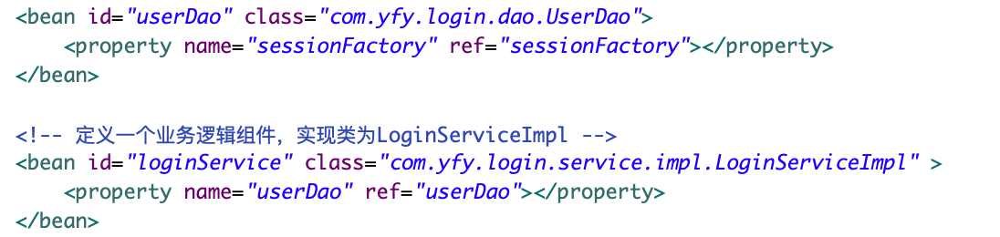 <bean id="userDao" class="com.yfy.login.dao.UserDao">
    <property name="sessionFactory" ref="sessionFactory"></property>
</bean>

<!-- 定义一个业务逻辑组件，实现类为LoginServiceImpl -->
<bean id="loginService" class="com.yfy.login.service.impl.LoginServiceImpl" >
    <property name="userDao" ref="userDao"></property>
</bean>